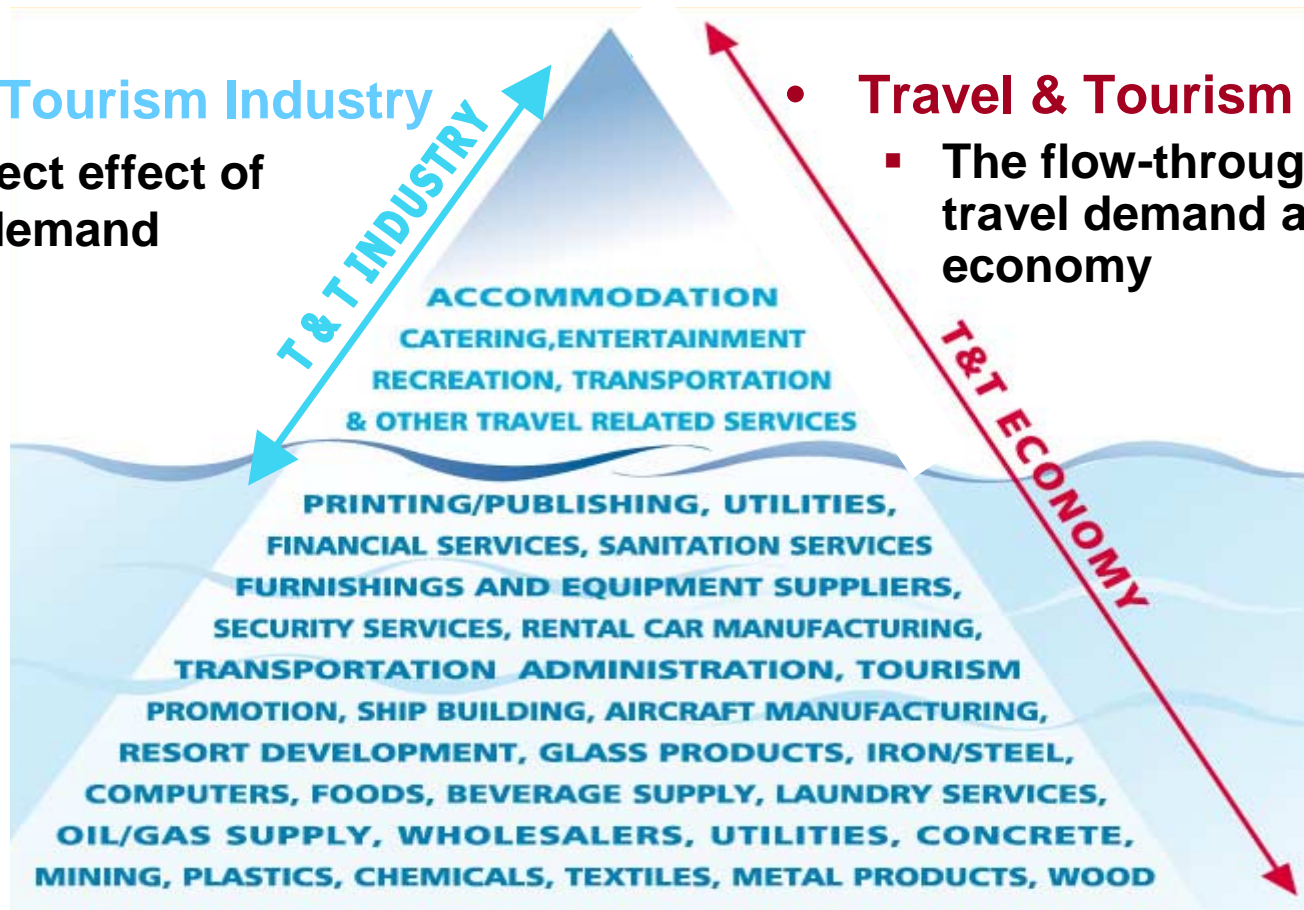 Tourism Industry
ect effect of
demand
T & T INDUSTRY
• Travel & Tourism
▪ The flow-throug
travel demand a
economy
T&T ECONOMY
ACCOMMODATION
CATERING,ENTERTAINMENT
RECREATION, TRANSPORTATION
& OTHER TRAVEL RELATED SERVICES
PRINTING/PUBLISHING, UTILITIES,
FINANCIAL SERVICES, SANITATION SERVICES
FURNISHINGS AND EQUIPMENT SUPPLIERS,
SECURITY SERVICES, RENTAL CAR MANUFACTURING,
TRANSPORTATION ADMINISTRATION, TOURISM
PROMOTION, SHIP BUILDING, AIRCRAFT MANUFACTURING,
RESORT DEVELOPMENT, GLASS PRODUCTS, IRON/STEEL,
COMPUTERS, FOODS, BEVERAGE SUPPLY, LAUNDRY SERVICES,
OIL/GAS SUPPLY, WHOLESALERS, UTILITIES, CONCRETE,
MINING, PLASTICS, CHEMICALS, TEXTILES, METAL PRODUCTS, WOOD